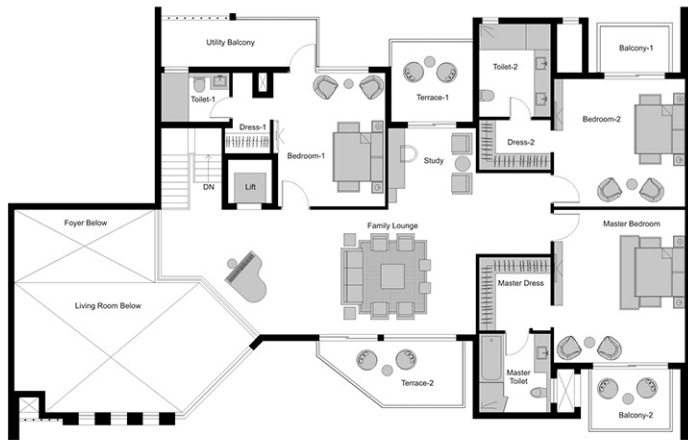 Utility Balcony
Balcony-1
Toilet-2
Toilet-1
Terrace-1
Dress-1
Bedroom-2
Dress-2
Bedroom-1
Study
DN
Lift
Foyer Below
Family Lounge
Master Bedroom
Master Dress
Living Room Below
Master
Toilet
Terrace-2
Balcony-2